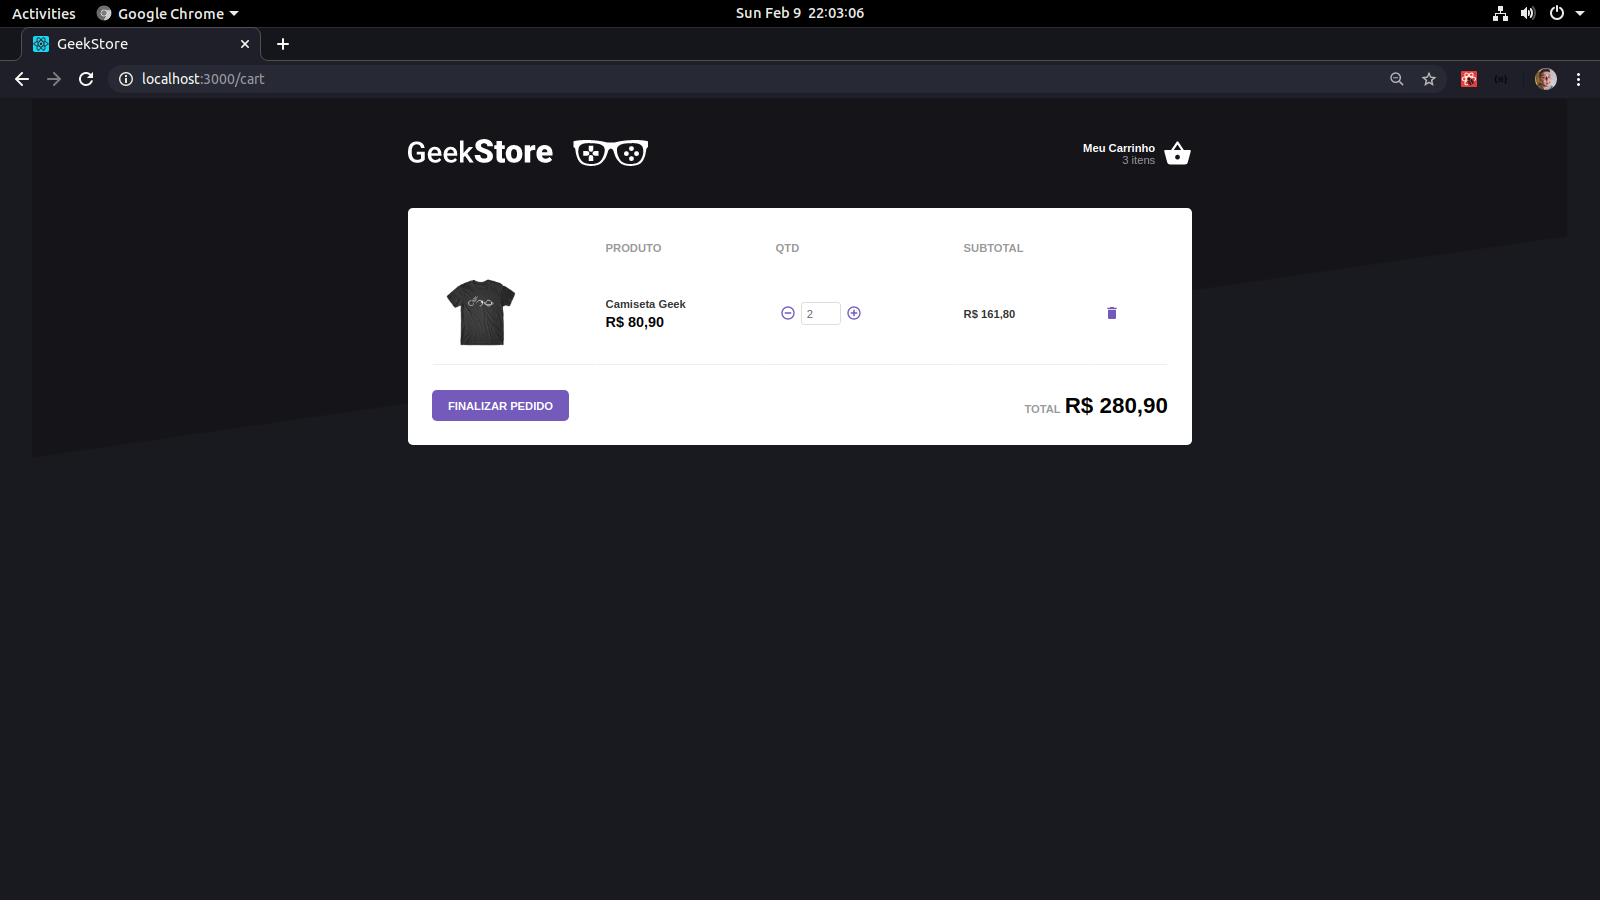 Activities Google Chrome Sun Feb 9 22:03:06
GeekStore
localhost:3000/cart
GeekStore
Meu Carrinho
3 itens
PRODUTO QTD SUBTOTAL
Camiseta Geek
R$ 80,90
2
R$ 161,80
FINALIZAR PEDIDO
TOTAL R$ 280,90